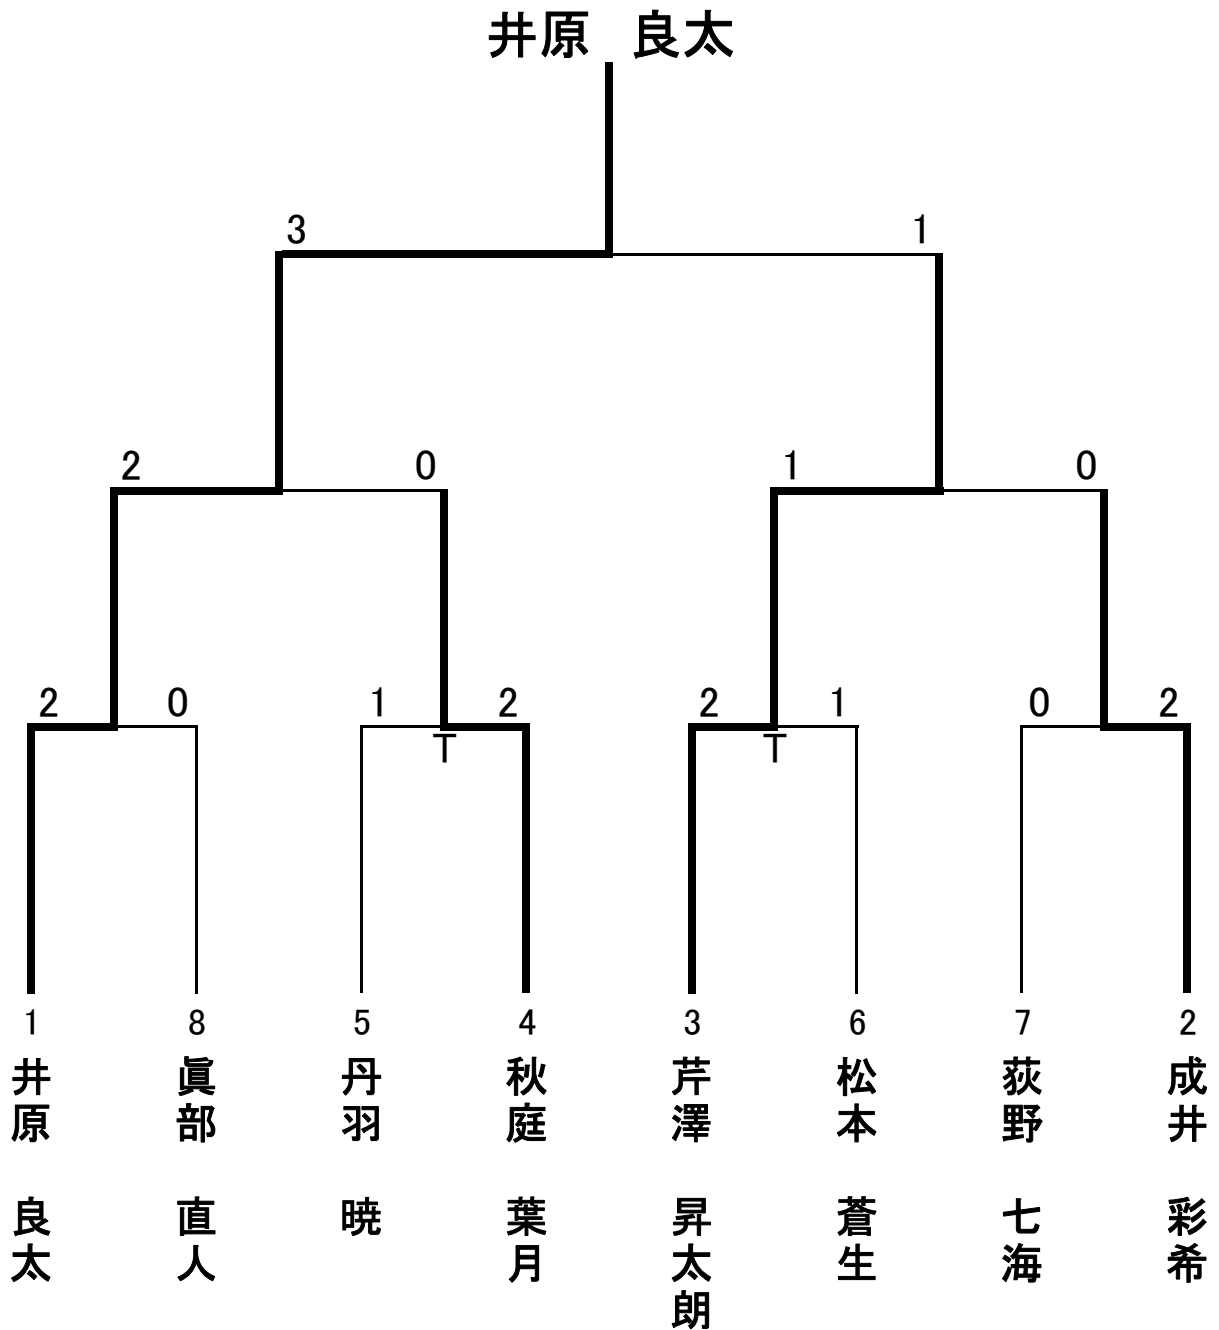 井原　良太
3 1
2 0 1 0
2 0 1 2 2 1 0 2
T T
1 8 5 4 3 6 7 2
井原　良太
眞部　直人
丹羽　暁
秋庭　葉月
芹澤　昇太朗
松本　蒼生
荻野　七海
成井　彩希